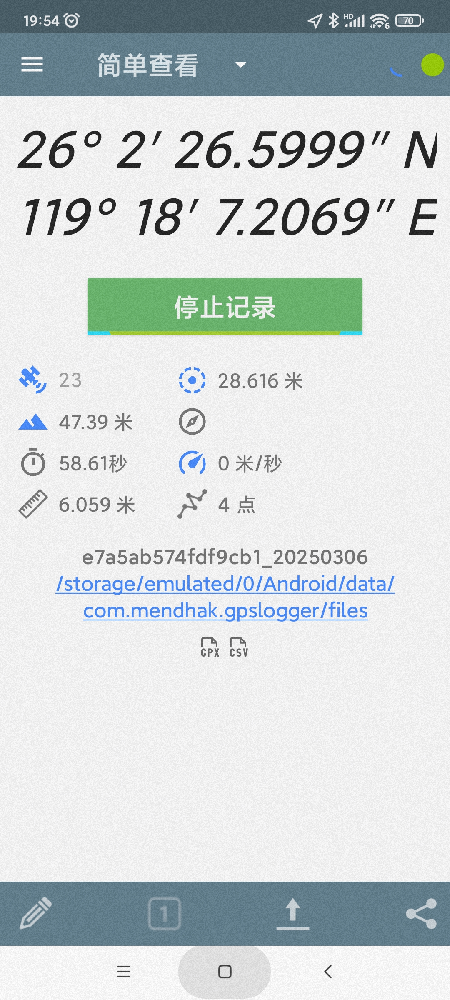 19:54 HD 6 70
简单查看
26° 2′ 26.5999″ N
119° 18′ 7.2069″ E
停止记录
23 28.616 米
47.39 米
58.61秒 0 米/秒
6.059 米 4 点
e7a5ab574fdf9cb1_20250306
/storage/emulated/0/Android/data/
com.mendhak.gpslogger/files
GPX CSV
1